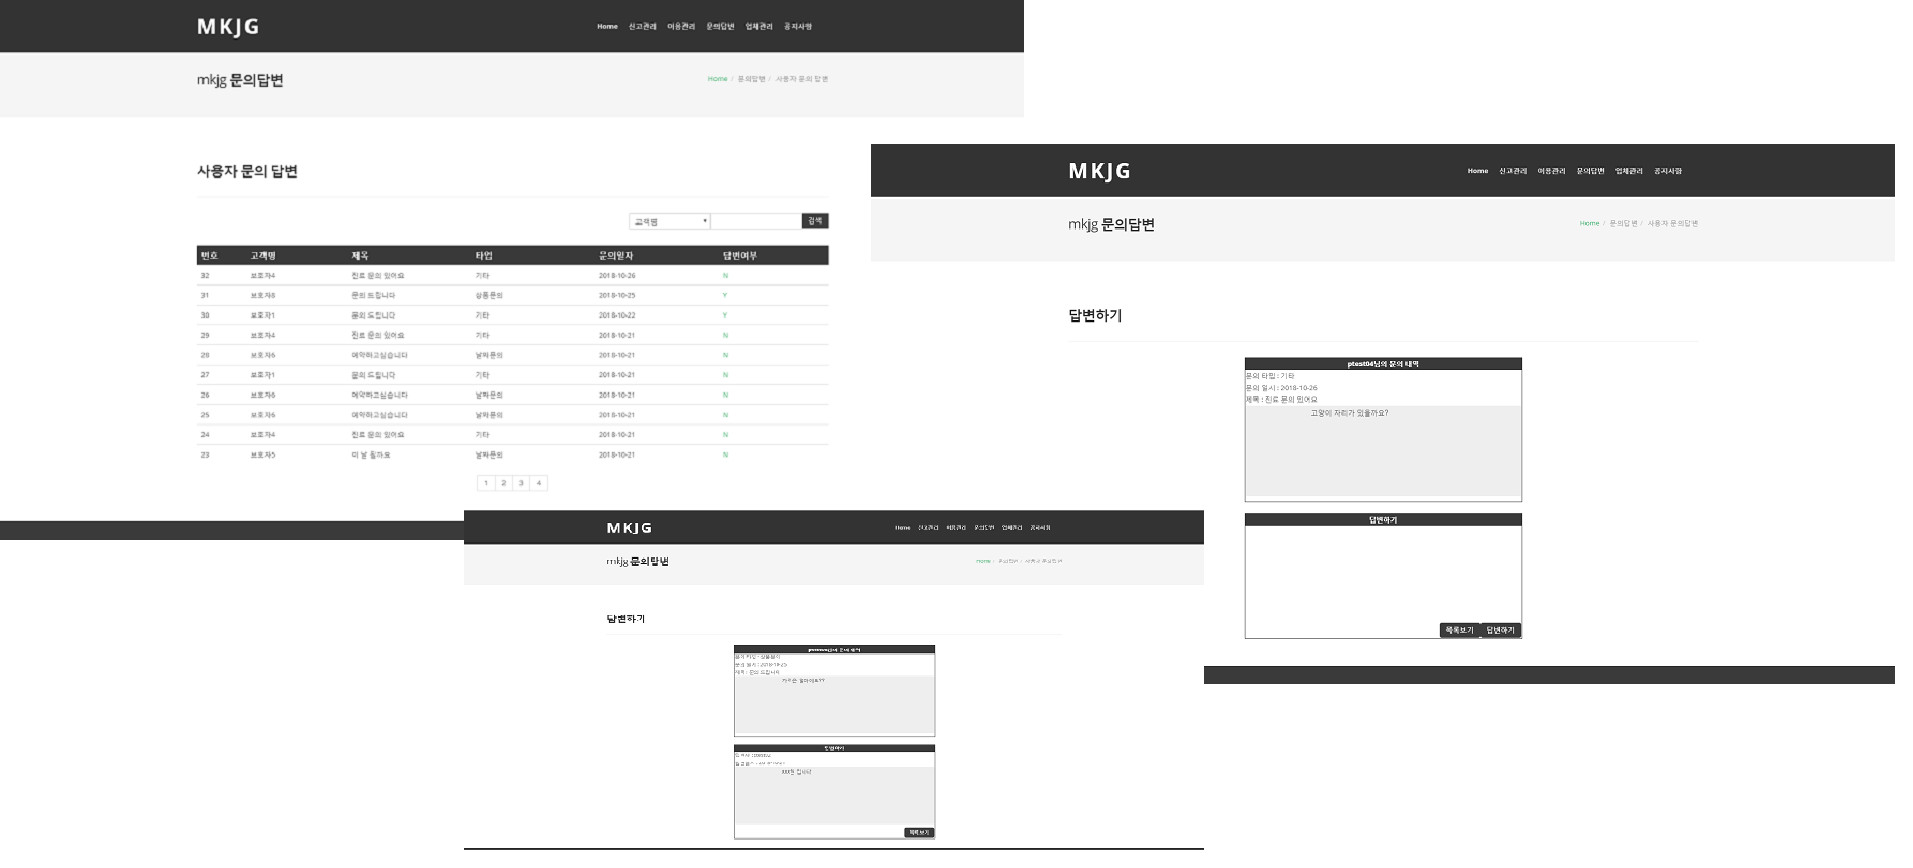 MKJG
Home 신고관리 이용관리 문의답변 업체관리 공지사항
mkjg 문의답변
Home / 문의답변 / 사용자 문의 답변
사용자 문의 답변
고객명 검색
번호 고객명 제목 타입 문의일자 답변여부
32 보호자4 진료 문의 있어요 기타 2018-10-26 N
31 보호자8 문의 드립니다 상품문의 2018-10-25 Y
30 보호자1 문의 드립니다 기타 2018-10-22 Y
29 보호자4 진료 문의 있어요 기타 2018-10-21 N
28 보호자6 예약하고싶습니다 날짜문의 2018-10-21 N
27 보호자1 문의 드립니다 기타 2018-10-21 N
26 보호자6 예약하고싶습니다 날짜문의 2018-10-21 N
25 보호자6 예약하고싶습니다 날짜문의 2018-10-21 N
24 보호자4 진료 문의 있어요 기타 2018-10-21 N
23 보호자5 이 날 될까요 날짜문의 2018-10-21 N
1 2 3 4
MKJG
Home 신고관리 이용관리 문의답변 업체관리 공지사항
mkjg 문의답변
Home / 문의답변 / 사용자 문의답변
답변하기
ptest04님의 문의 내역
문의 타입 : 기타
문의 일시 : 2018-10-26
제목 : 진료 문의 있어요
고양이 자리가 있을까요?
답변하기
목록보기 답변하기
MKJG
Home 신고관리 이용관리 문의답변 업체관리 공지사항
mkjg 문의답변
Home / 문의답변 / 사용자 문의답변
답변하기
문의 내역
문의 타입 : 상품문의
문의 일시 : 2018-10-25
제목 : 문의 드립니다
얼마예요??
답변하기
입니다
목록보기